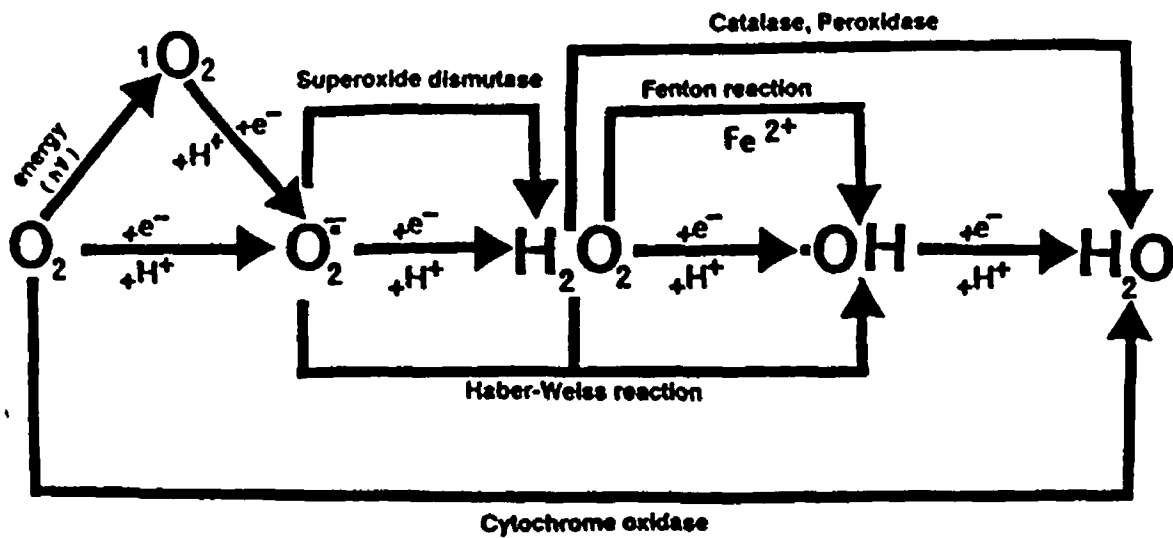 Catalase, Peroxidase
¹O₂
Superoxide dismutase
Fenton reaction
Fe ²⁺
energy
(hν)
+H⁺ +e⁻
O₂ +e⁻ O₂•⁻ +e⁻ H₂O₂ +e⁻ •OH +e⁻ H₂O
+H⁺ +H⁺ +H⁺ +H⁺
Haber-Weiss reaction
Cytochrome oxidase